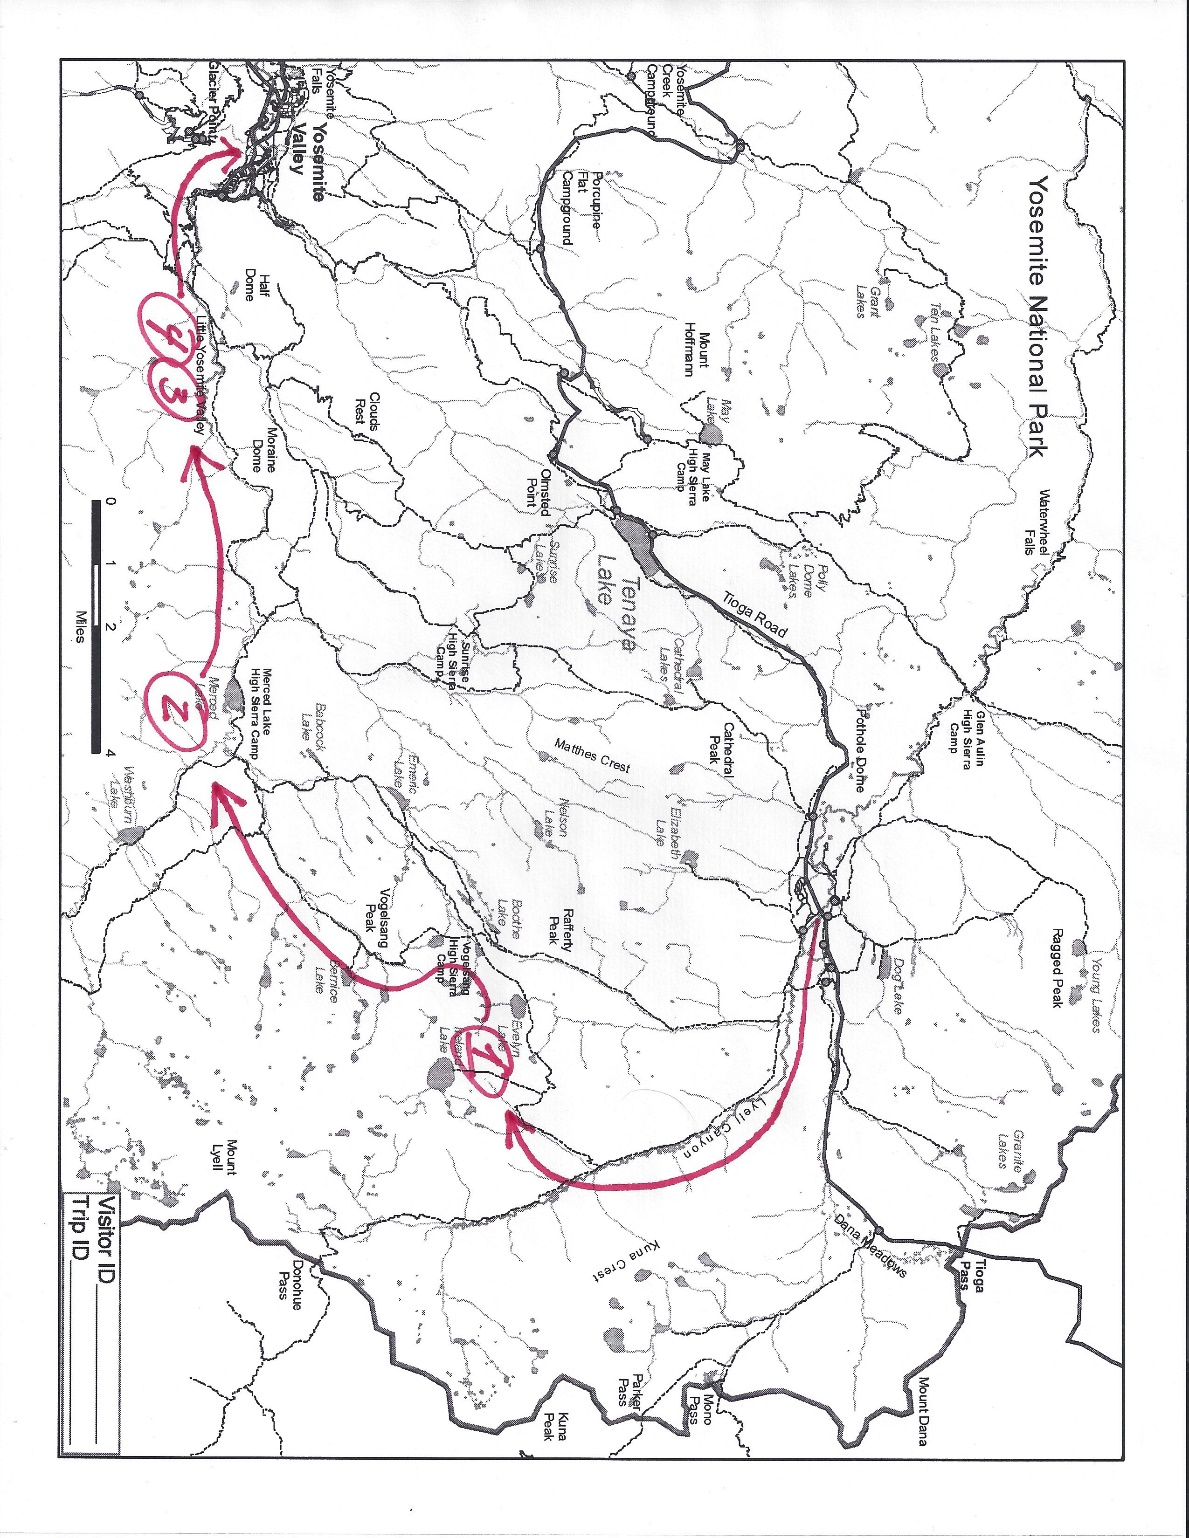 Yosemite National Park
Waterwheel
Falls
Glen Aulin
High Sierra
Camp
Young Lakes
Ragged Peak
Granite
Lakes
Tioga
Pass
Mount Dana
Ten Lakes
Grant
Lakes
Pothole Dome
Dog Lake
Dana Meadows
Polly
Dome
Lakes
Tioga Road
May
Lake
May Lake
High Sierra
Camp
Mount
Hoffmann
Cathedral
Peak
Cathedral
Lakes
Lyell Canyon
Mono
Pass
Parker
Pass
Yosemite
Creek
Campground
Tenaya
Lake
Elizabeth
Lake
Kuna Crest
Porcupine
Flat
Campground
Olmsted
Point
Sunrise
Lakes
Matthes Crest
Nelson
Lake
Rafferty
Peak
Boothe
Lake
Evelyn
Lake
Kuna
Peak
Sunrise
High Sierra
Camp
Vogelsang
High Sierra
Camp
1
Ireland
Lake
Emeric
Lake
Vogelsang
Peak
Clouds
Rest
Babcock
Lake
Bernice
Lake
Donohue
Pass
Yosemite
Falls
Yosemite
Valley
Half
Dome
Moraine
Dome
Merced Lake
High Sierra Camp
Merced
Lake
Mount
Lyell
Glacier Point
Little Yosemite Valley
4
3
2
Washburn
Lake
0 1 2 4
Miles
Visitor ID
Trip ID